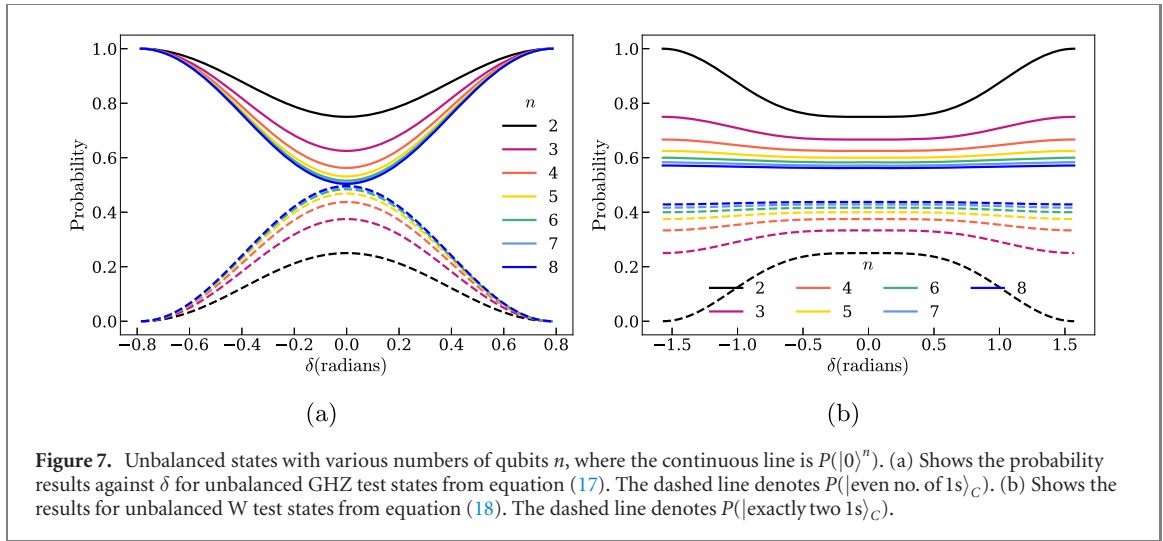 1.0
0.8
0.6
0.4
0.2
0.0
Probability
n
2
3
4
5
6
7
8
−0.8 −0.6 −0.4 −0.2 0.0 0.2 0.4 0.6 0.8
δ(radians)
(a)
1.0
0.8
0.6
0.4
0.2
0.0
Probability
n
2 4 6 8
3 5 7
−1.5 −1.0 −0.5 0.0 0.5 1.0 1.5
δ(radians)
(b)
Figure 7. Unbalanced states with various numbers of qubits n, where the continuous line is P(|0⟩ⁿ). (a) Shows the probability
results against δ for unbalanced GHZ test states from equation (17). The dashed line denotes P(|even no. of 1s⟩_C). (b) Shows the
results for unbalanced W test states from equation (18). The dashed line denotes P(|exactly two 1s⟩_C).